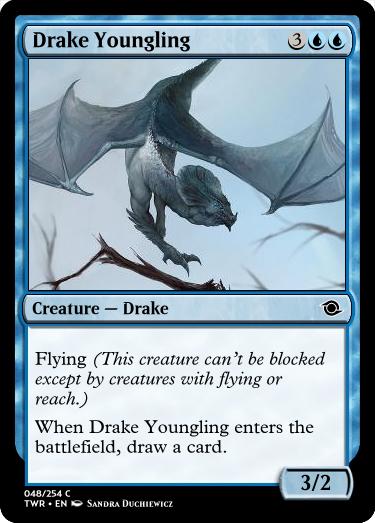 Drake Youngling 3
Creature — Drake
Flying (This creature can't be blocked
except by creatures with flying or
reach.)
When Drake Youngling enters the
battlefield, draw a card.
3/2
048/254 C
TWR • EN Sandra Duchiewicz